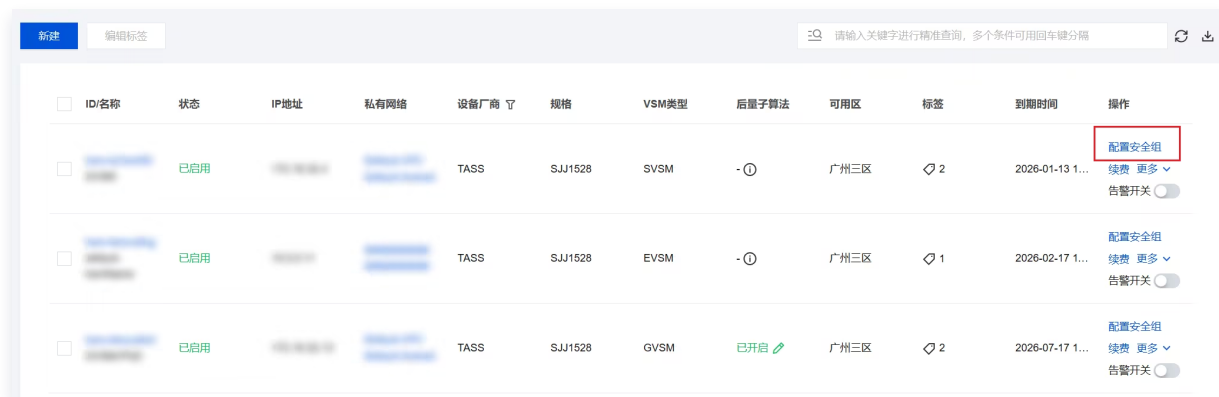 新建 编辑标签 请输入关键字进行精准查询，多个条件可用回车键分隔
ID/名称 状态 IP地址 私有网络 设备厂商 规格 VSM类型 后量子算法 可用区 标签 到期时间 操作
配置安全组
已启用 TASS SJJ1528 SVSM - 广州三区 2 2026-01-13 1... 续费 更多
告警开关
配置安全组
已启用 TASS SJJ1528 EVSM - 广州三区 1 2026-02-17 1... 续费 更多
告警开关
配置安全组
已启用 TASS SJJ1528 GVSM 已开启 广州三区 2 2026-07-17 1... 续费 更多
告警开关